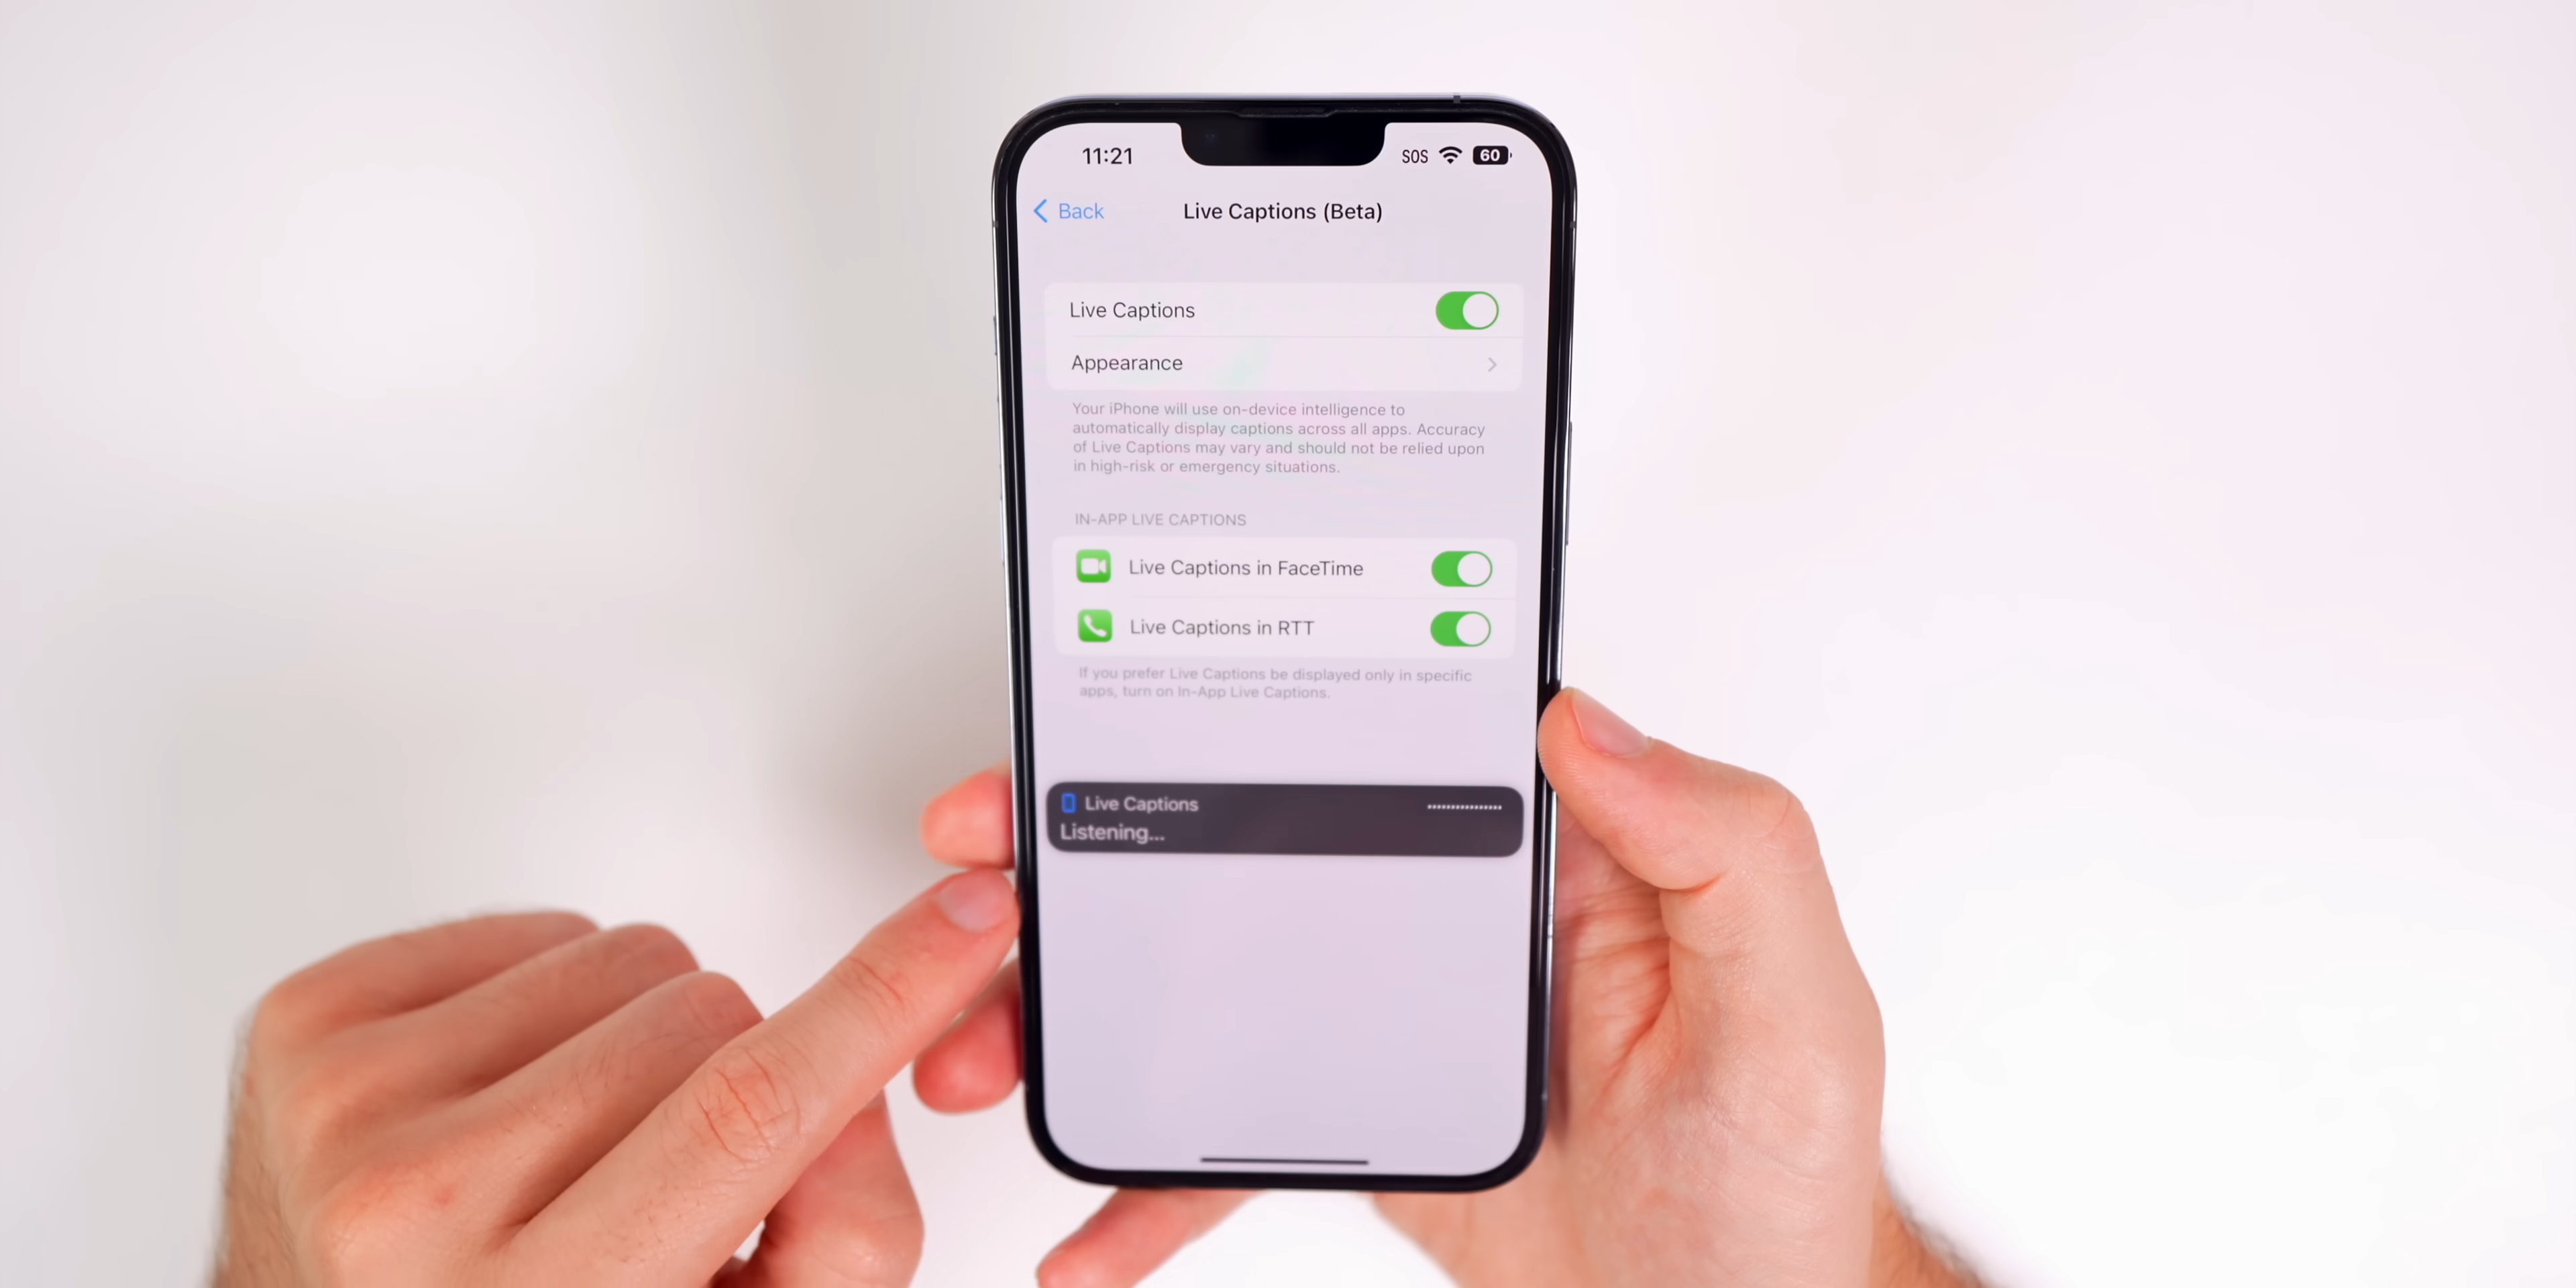 11:21
SOS
60
Back
Live Captions (Beta)
Live Captions
Appearance
Your iPhone will use on-device intelligence to
automatically display captions across all apps. Accuracy
of Live Captions may vary and should not be relied upon
in high-risk or emergency situations.
IN-APP LIVE CAPTIONS
Live Captions in FaceTime
Live Captions in RTT
If you prefer Live Captions be displayed only in specific
apps, turn on In-App Live Captions.
Live Captions
Listening...